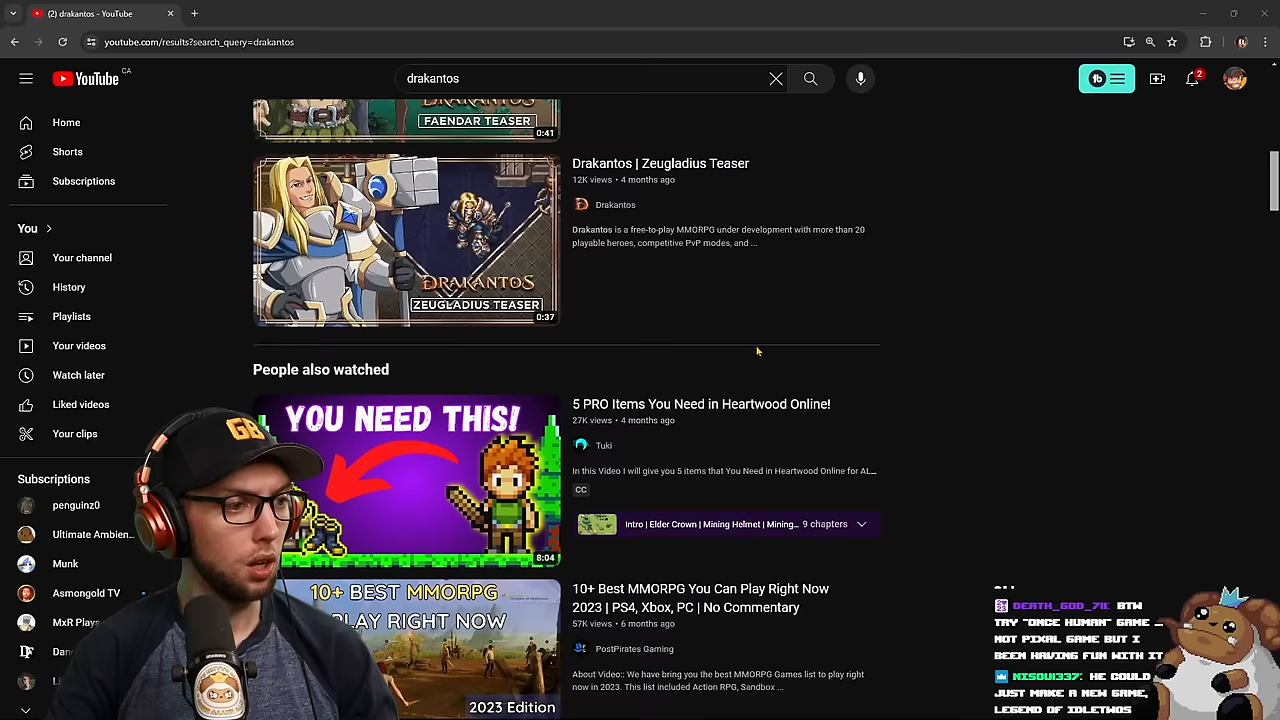 (2) drakantos - YouTube
youtube.com/results?search_query=drakantos
YouTube
CA
drakantos
2
Home
Shorts
Subscriptions
You
Your channel
History
Playlists
Your videos
Watch later
Liked videos
Your clips
Subscriptions
penguinz0
Ultimate Ambien...
Munk
Asmongold TV
MxR Plays
DRAKANTOS
FAENDAR TEASER
0:41
DRAKANTOS
ZEUGLADIUS TEASER
0:37
Drakantos | Zeugladius Teaser
12K views • 4 months ago
Drakantos
Drakantos is a free-to-play MMORPG under development with more than 20
playable heroes, competitive PvP modes, and ...
People also watched
YOU NEED THIS!
8:04
5 PRO Items You Need in Heartwood Online!
27K views • 4 months ago
Tuki
In this Video I will give you 5 items that You Need in Heartwood Online for AL...
CC
Intro | Elder Crown | Mining Helmet | Mining...
9 chapters
10+ BEST MMORPG
PLAY RIGHT NOW
2023 Edition
10+ Best MMORPG You Can Play Right Now
2023 | PS4, Xbox, PC | No Commentary
57K views • 6 months ago
PostPirates Gaming
About Video:: We have bring you the best MMORPG Games list to play right
now in 2023. This list included Action RPG, Sandbox ...
GB
DEATH_GOD_71E: BTW
TRY "ONCE HUMAN" GAME ...
NOT PIXAL GAME BUT I
BEEN HAVING FUN WITH IT
NISOU1337: HE COULD
JUST MAKE A NEW GAME,
LEGEND OF IDLETWOS